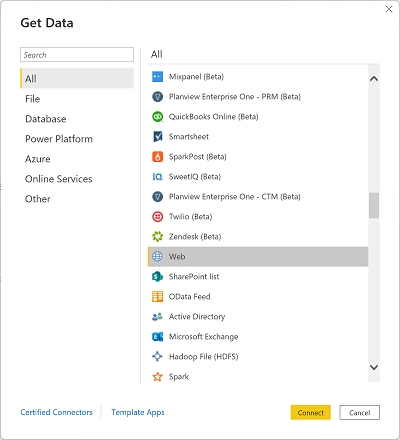 Get Data
Search
All
File
Database
Power Platform
Azure
Online Services
Other
All
Mixpanel (Beta)
Planview Enterprise One - PRM (Beta)
QuickBooks Online (Beta)
Smartsheet
SparkPost (Beta)
SweetIQ (Beta)
Planview Enterprise One - CTM (Beta)
Twilio (Beta)
Zendesk (Beta)
Web
SharePoint list
OData Feed
Active Directory
Microsoft Exchange
Hadoop File (HDFS)
Spark
Certified Connectors
Template Apps
Connect
Cancel